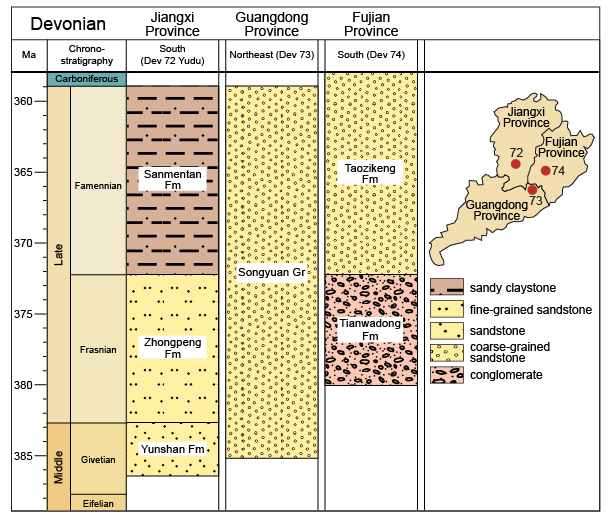 Devonian
Jiangxi
Province
Guangdong
Province
Fujian
Province
Ma
Chrono-
stratigraphy
South
(Dev 72 Yudu)
Northeast (Dev 73)
South (Dev 74)
Carboniferous
360
365
370
375
380
385
Late
Middle
Famennian
Frasnian
Givetian
Eifelian
Sanmentan
Fm
Zhongpeng
Fm
Yunshan Fm
Songyuan Gr
Taozikeng
Fm
Tianwadong
Fm
Jiangxi
Province
Fujian
Province
72
74
73
Guangdong
Province
sandy claystone
fine-grained sandstone
sandstone
coarse-grained
sandstone
conglomerate